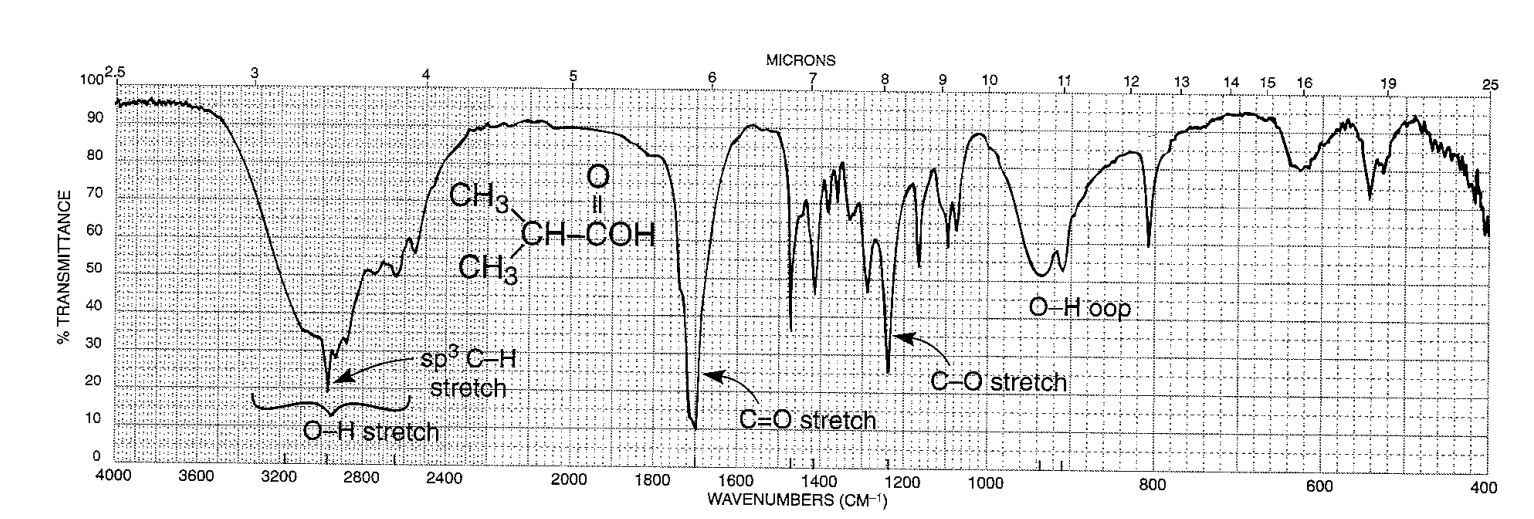 MICRONS
2.5 3 4 5 6 7 8 9 10 11 12 13 14 15 16 19 25
% TRANSMITTANCE
100
90
80
70
60
50
40
30
20
10
0
O
CH3
CH–COH
CH3
O–H oop
sp3 C–H
stretch
C–O stretch
C=O stretch
O–H stretch
4000 3600 3200 2800 2400 2000 1800 1600 1400 1200 1000 800 600 400
WAVENUMBERS (CM–1)